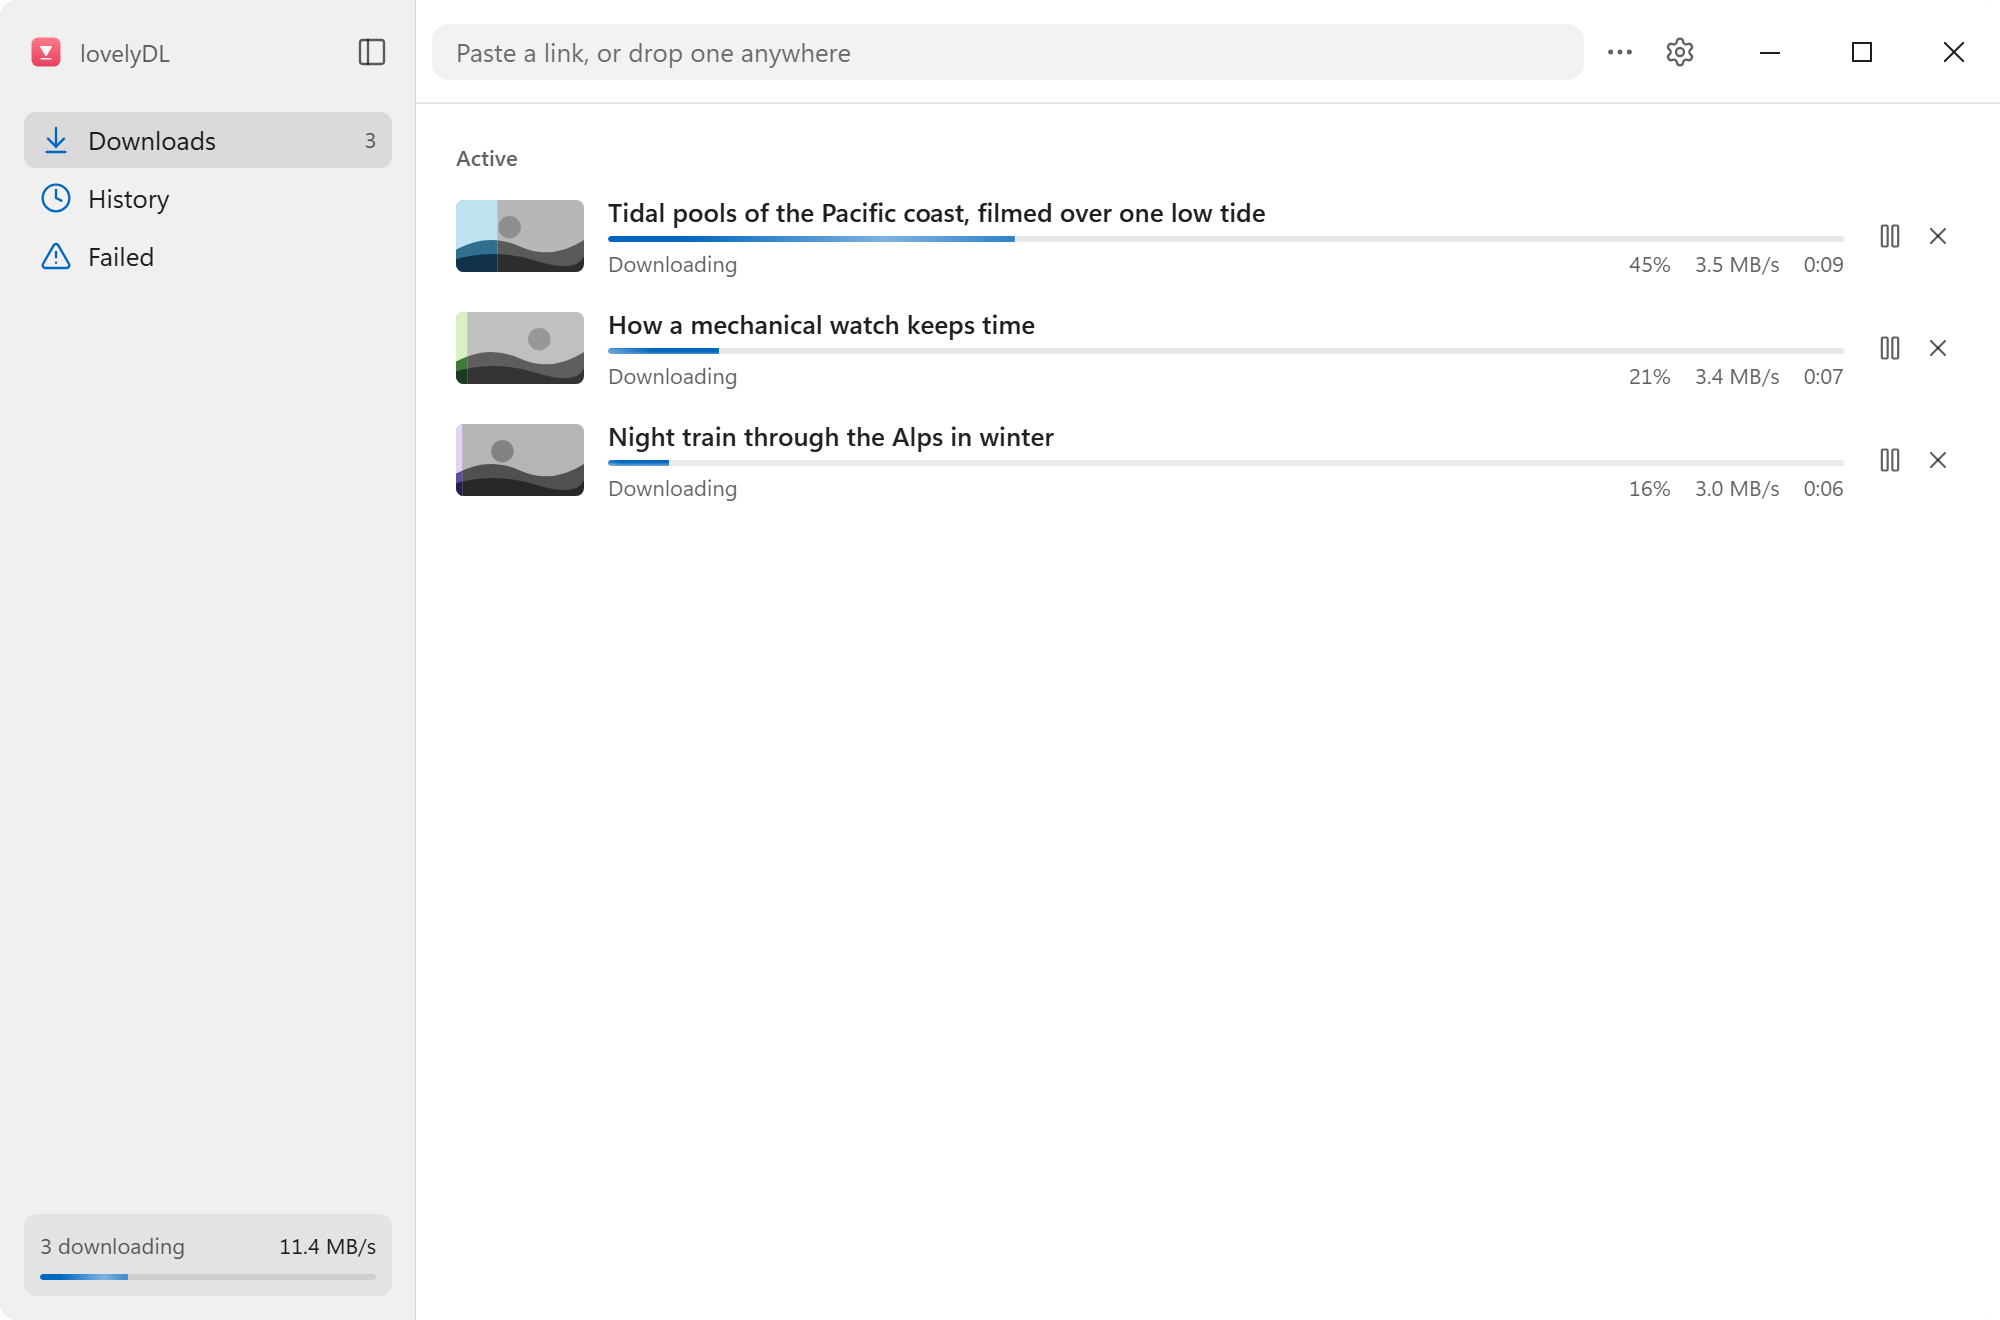 lovelyDL
Paste a link, or drop one anywhere
Downloads 3
History
Failed
Active
Tidal pools of the Pacific coast, filmed over one low tide
Downloading 45% 3.5 MB/s 0:09
How a mechanical watch keeps time
Downloading 21% 3.4 MB/s 0:07
Night train through the Alps in winter
Downloading 16% 3.0 MB/s 0:06
3 downloading 11.4 MB/s